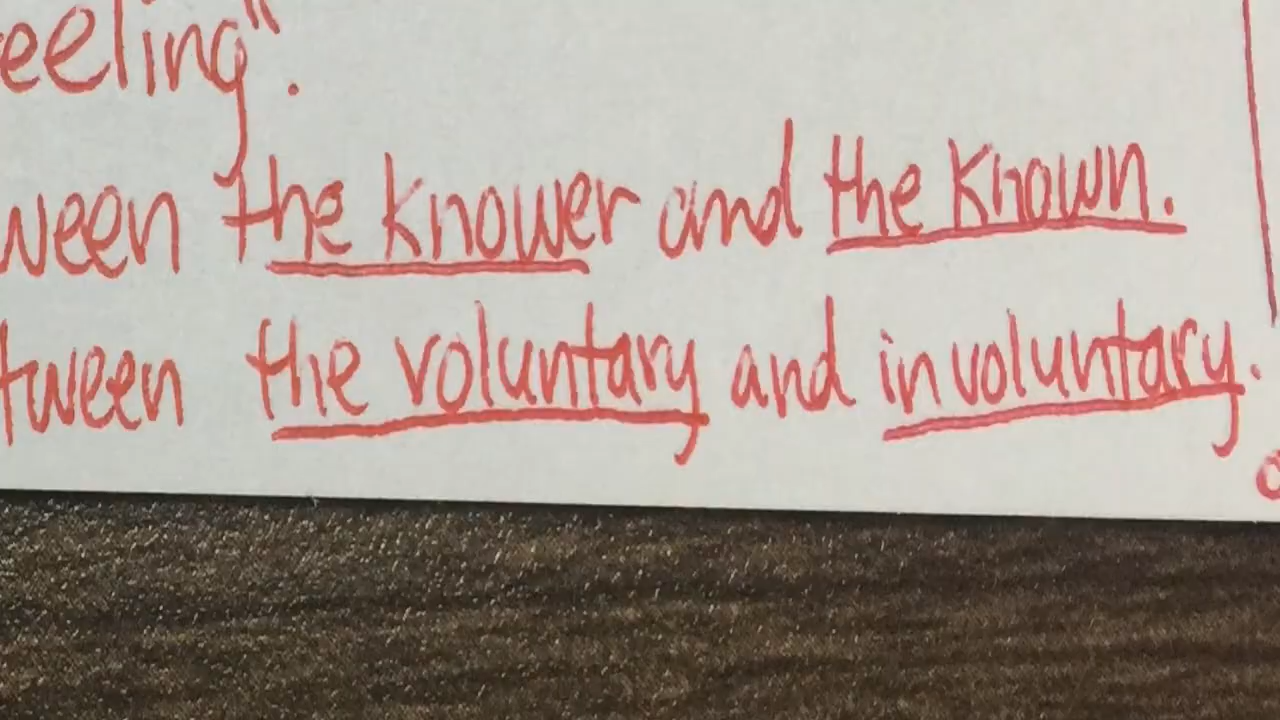 eeling".
ween the knower and the known.
tween the voluntary and involuntary.